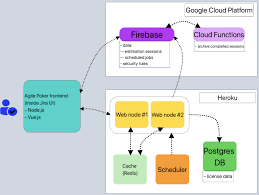 Google Cloud Platform
Firebase
- data
- estimation sessions
- scheduled jobs
- security rules
Cloud Functions
- archive completed sessions
Agile Poker frontend
(Inside Jira UI)
- Node.js
- Vue.js
Heroku
Web node #1
Web node #2
Cache
(Redis)
Scheduler
Postgres
DB
- license data